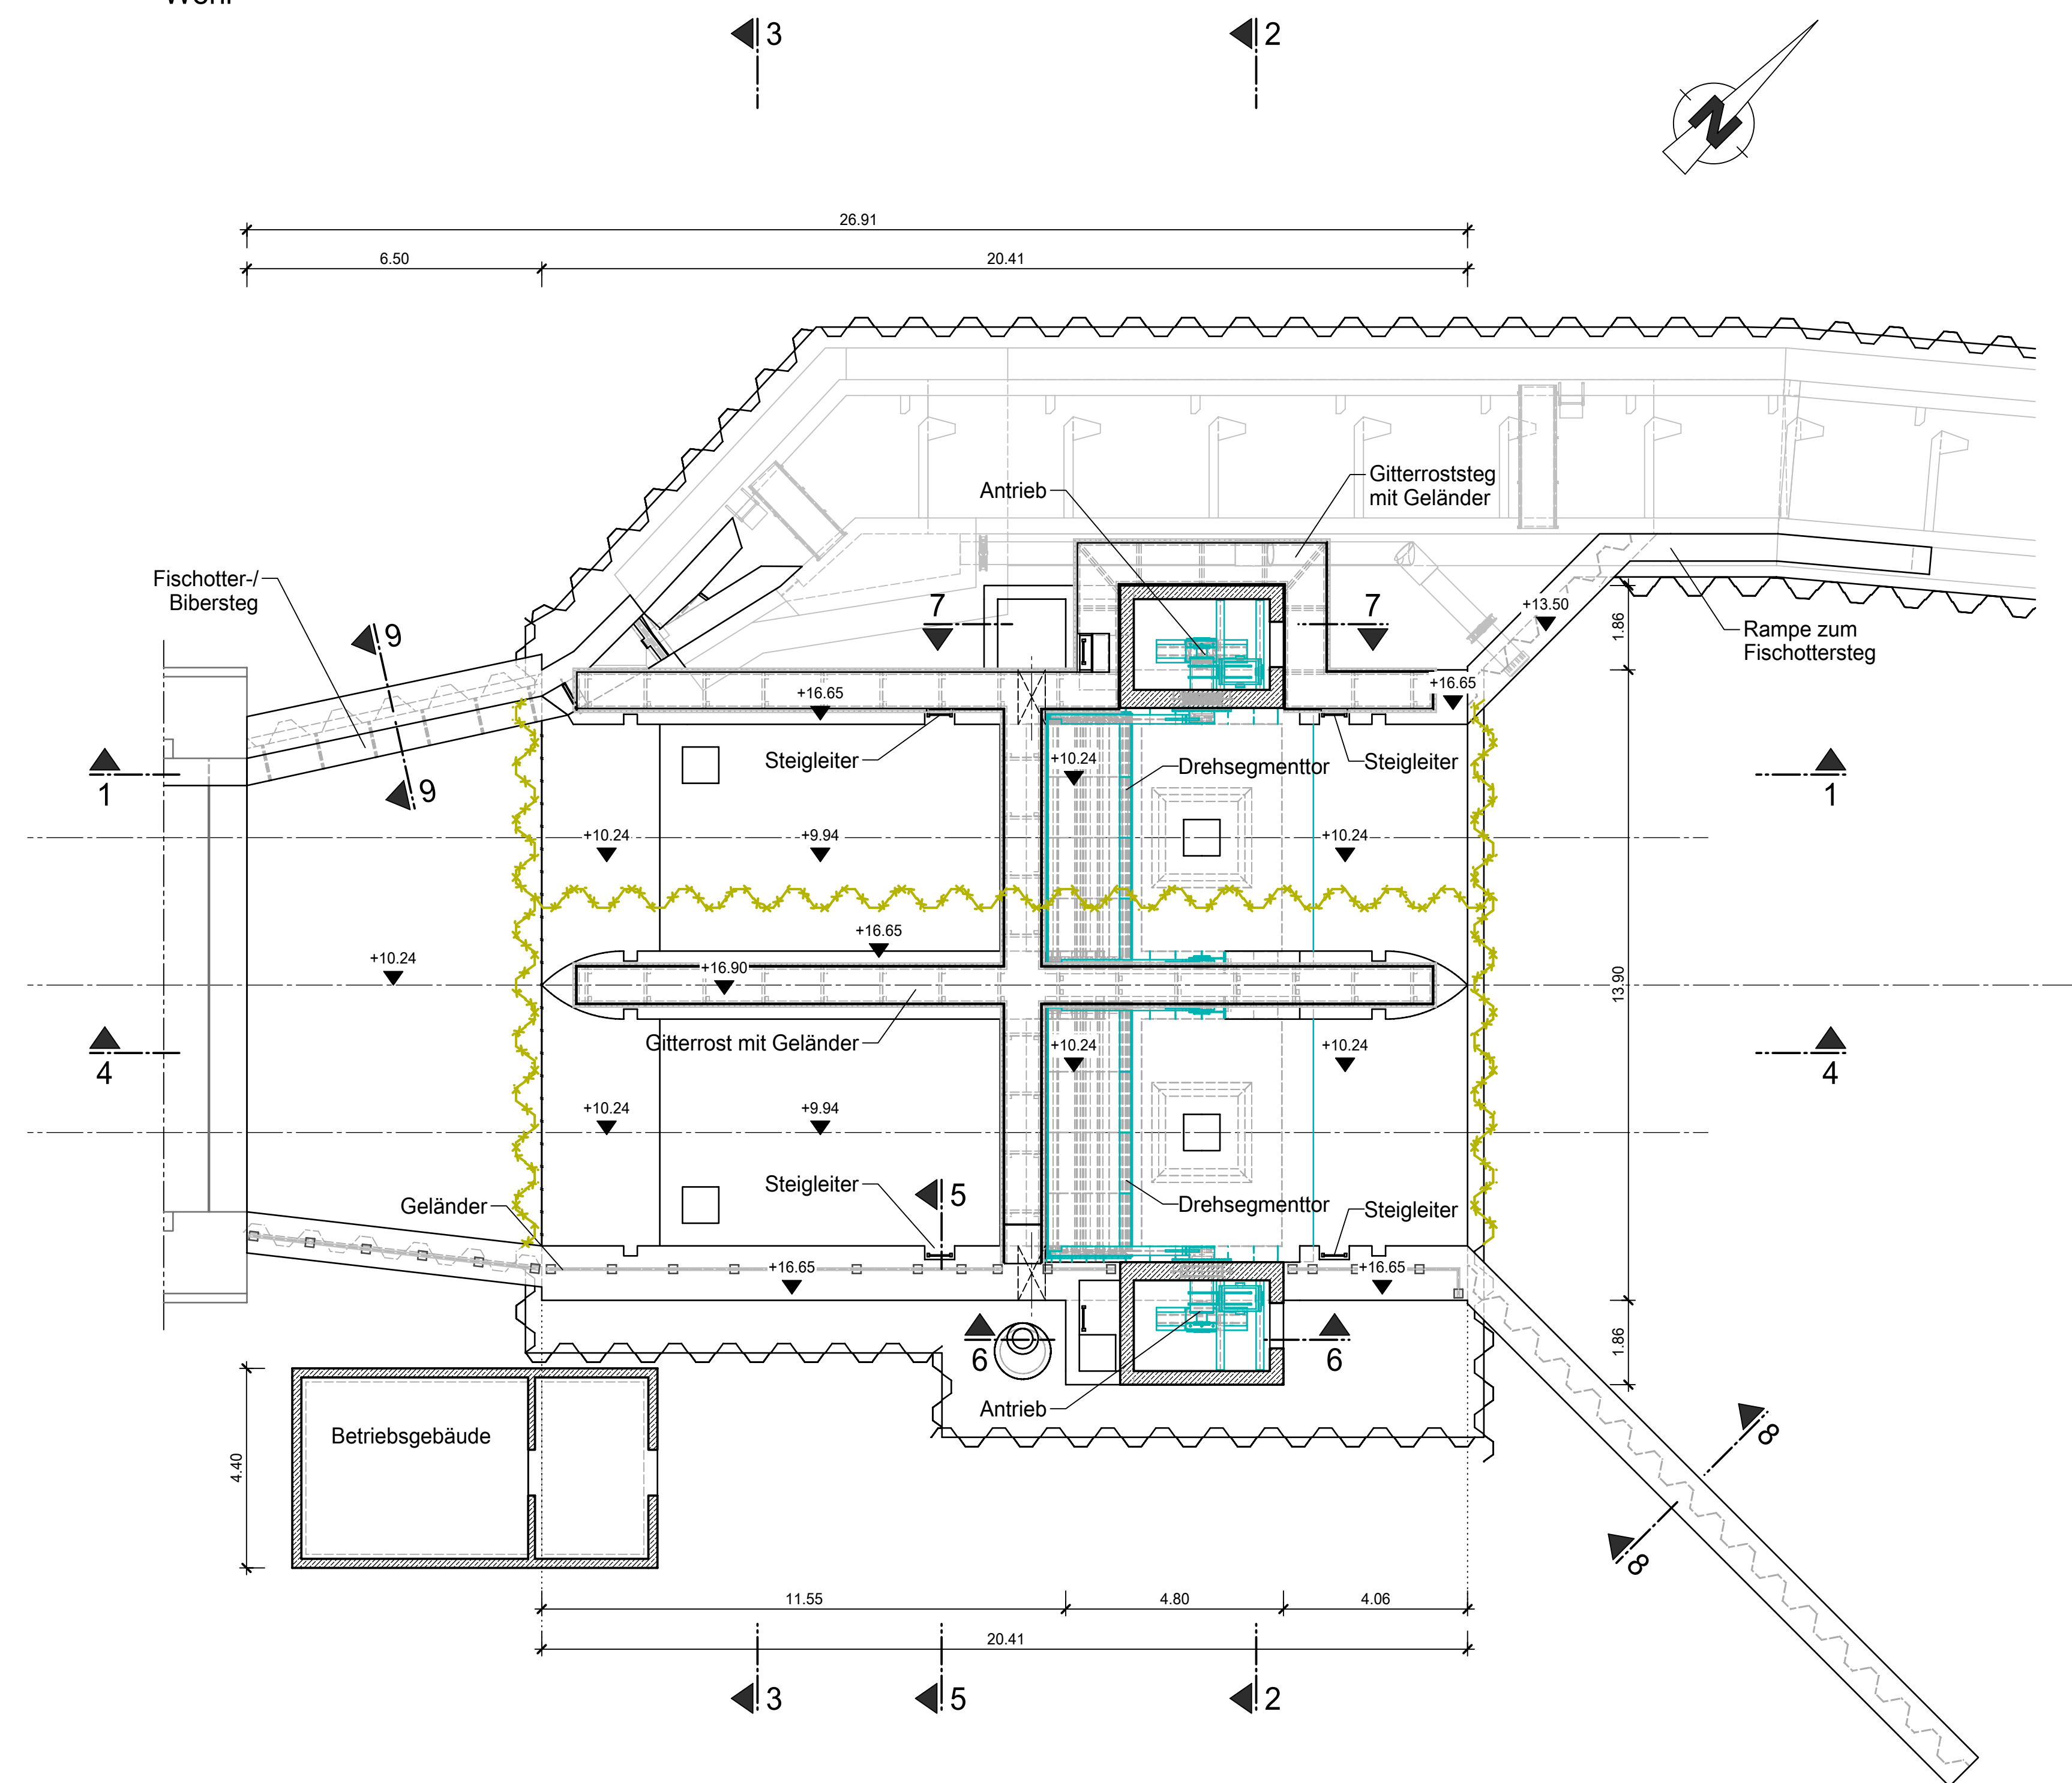 3
2
N
26.91
6.50
20.41
Gitterroststeg
mit Geländer
Antrieb
Fischotter-/
Bibersteg
7
7
+13.50
1.86
Rampe zum
Fischottersteg
9
+16.65
+16.65
Steigleiter
+10.24
Drehsegmenttor
Steigleiter
1
9
1
+10.24
+9.94
+10.24
+16.65
+10.24
+16.90
13.90
Gitterrost mit Geländer
+10.24
+10.24
4
4
+10.24
+9.94
Steigleiter
5
Geländer
Drehsegmenttor
Steigleiter
+16.65
+16.65
6
6
1.86
Antrieb
Betriebsgebäude
8
4.40
8
11.55
4.80
4.06
20.41
3
5
2